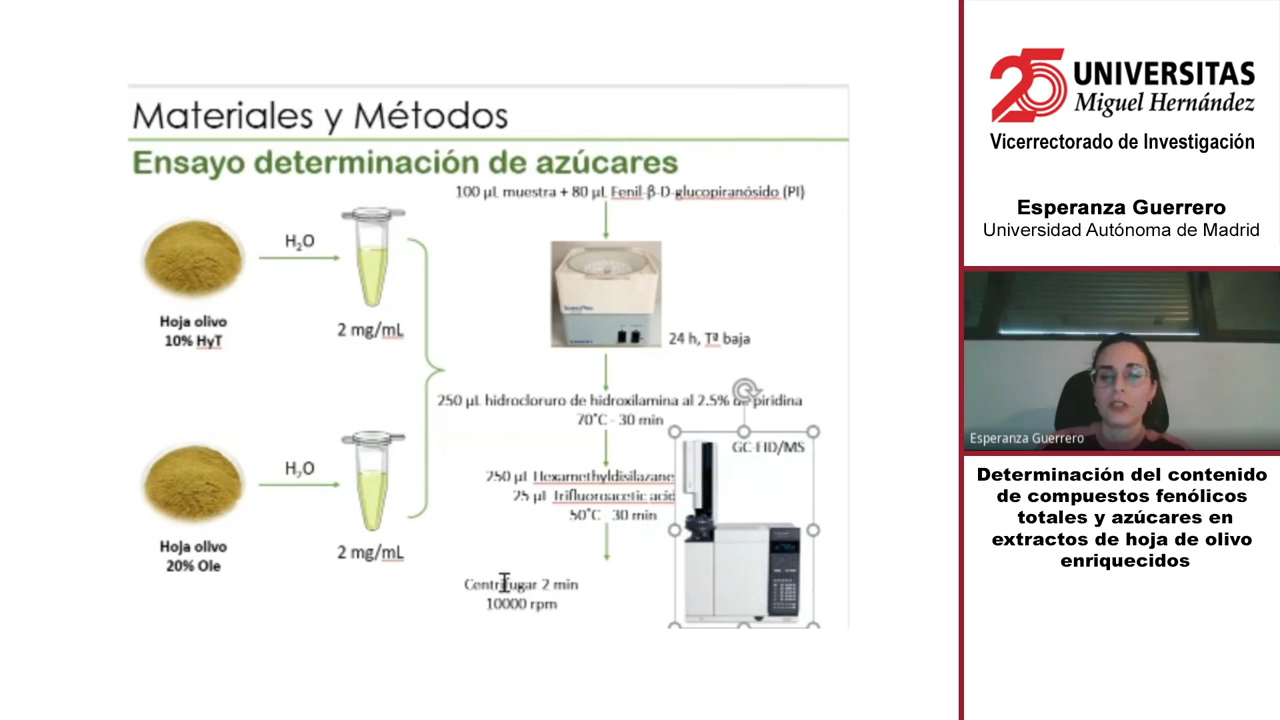 Materiales y Métodos
Ensayo determinación de azúcares
100 µL muestra + 80 µL Fenil-β-D-glucopiranósido (PI)
H₂O
Hoja olivo
10% HyT
2 mg/mL
24 h, Tª baja
250 µL hidrocloruro de hidroxilamina al 2.5% de piridina
70°C - 30 min
GC-FID/MS
H₂O
250 µL Hexamethyldisilazane
25 µL Trifluoroacetic acid
50°C - 30 min
Hoja olivo
20% Ole
2 mg/mL
Centrifugar 2 min
10000 rpm
25 UNIVERSITAS
Miguel Hernández
Vicerrectorado de Investigación
Esperanza Guerrero
Universidad Autónoma de Madrid
Esperanza Guerrero
Determinación del contenido
de compuestos fenólicos
totales y azúcares en
extractos de hoja de olivo
enriquecidos